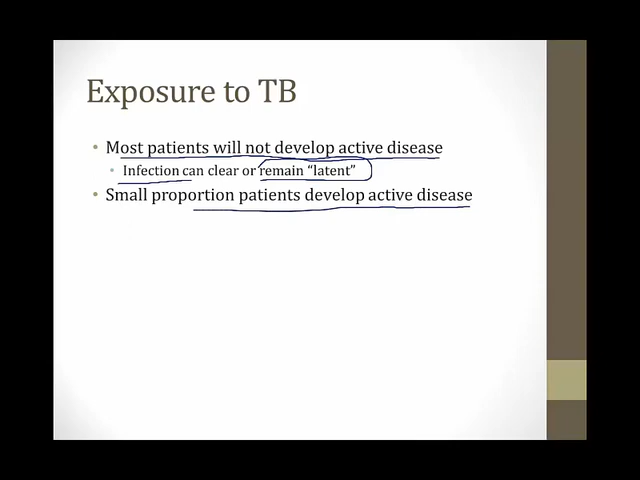 Exposure to TB
• Most patients will not develop active disease
• Infection can clear or remain “latent”
• Small proportion patients develop active disease